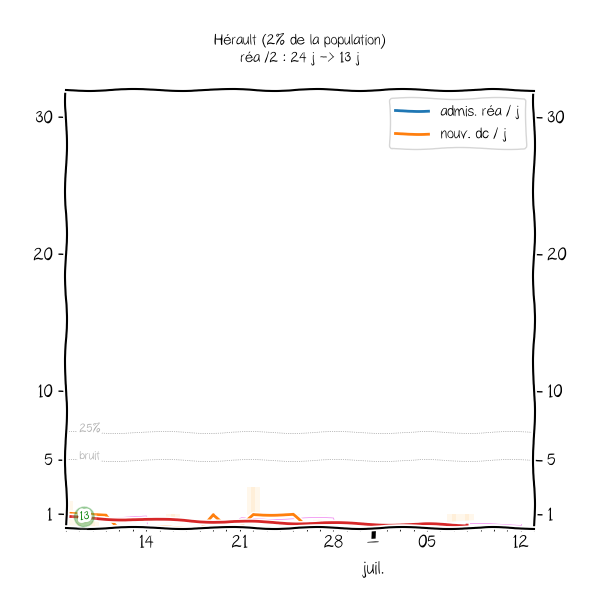 Hérault (2% de la population)
réa /2 : 24 j -> 13 j
admis. réa / j
nouv. dc / j
30 30
20 20
10 10
25%
5 bruit 5
1 13 1
14 21 28 1 05 12
juil.